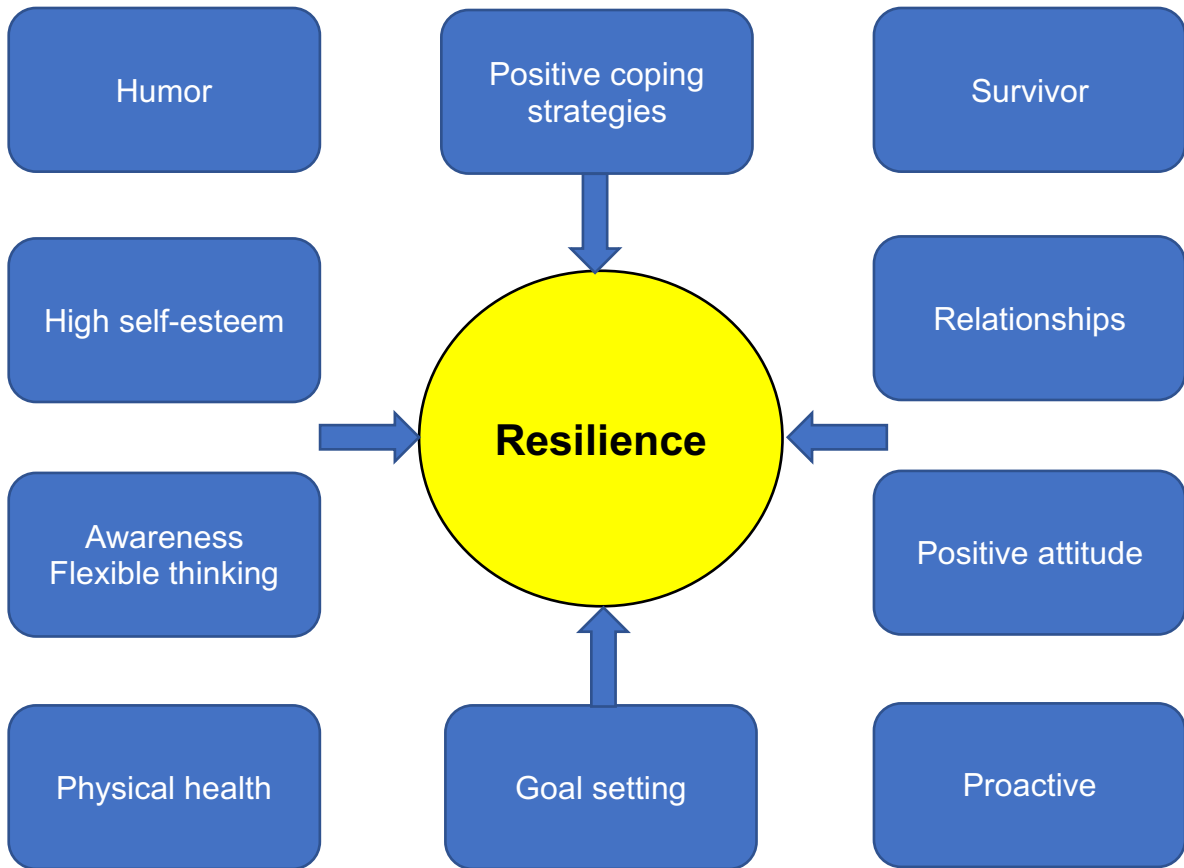 Humor
Positive coping
strategies
Survivor
High self-esteem
Relationships
Resilience
Awareness
Flexible thinking
Positive attitude
Physical health
Goal setting
Proactive